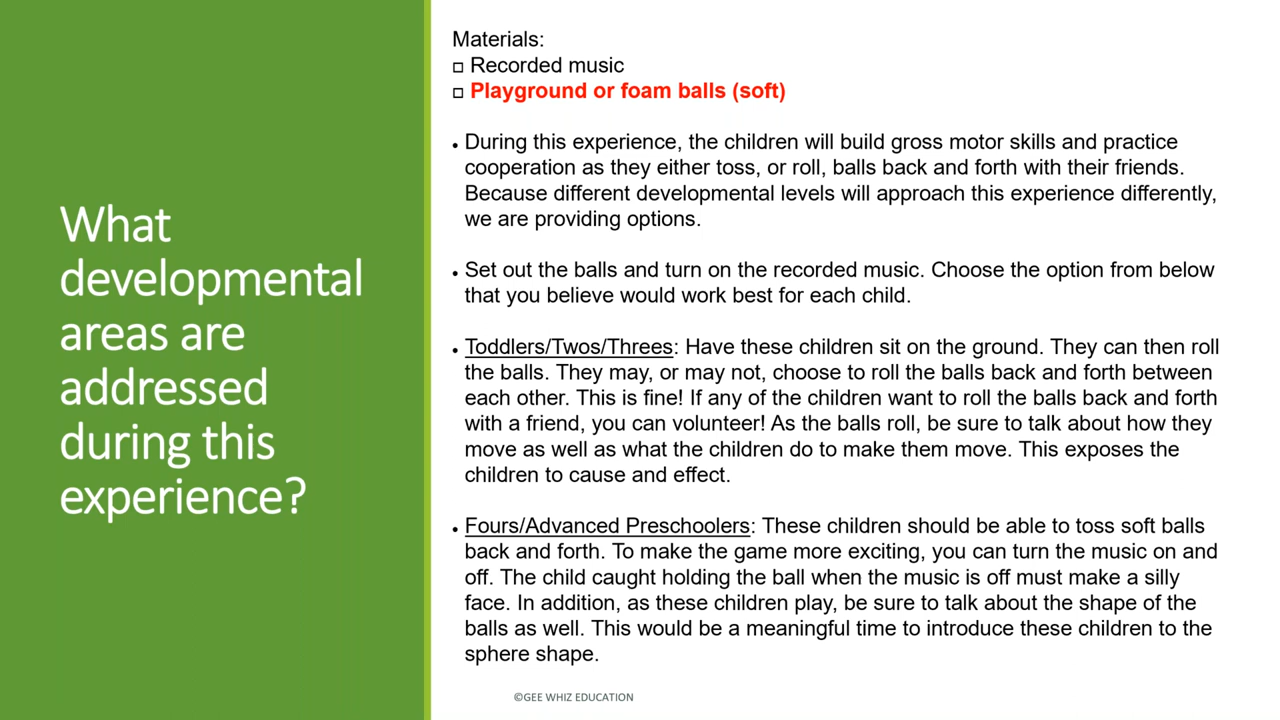 What
developmental
areas are
addressed
during this
experience?
Materials:
□ Recorded music
□ Playground or foam balls (soft)
• During this experience, the children will build gross motor skills and practice
cooperation as they either toss, or roll, balls back and forth with their friends.
Because different developmental levels will approach this experience differently,
we are providing options.
• Set out the balls and turn on the recorded music. Choose the option from below
that you believe would work best for each child.
• Toddlers/Twos/Threes: Have these children sit on the ground. They can then roll
the balls. They may, or may not, choose to roll the balls back and forth between
each other. This is fine! If any of the children want to roll the balls back and forth
with a friend, you can volunteer! As the balls roll, be sure to talk about how they
move as well as what the children do to make them move. This exposes the
children to cause and effect.
• Fours/Advanced Preschoolers: These children should be able to toss soft balls
back and forth. To make the game more exciting, you can turn the music on and
off. The child caught holding the ball when the music is off must make a silly
face. In addition, as these children play, be sure to talk about the shape of the
balls as well. This would be a meaningful time to introduce these children to the
sphere shape.
©GEE WHIZ EDUCATION